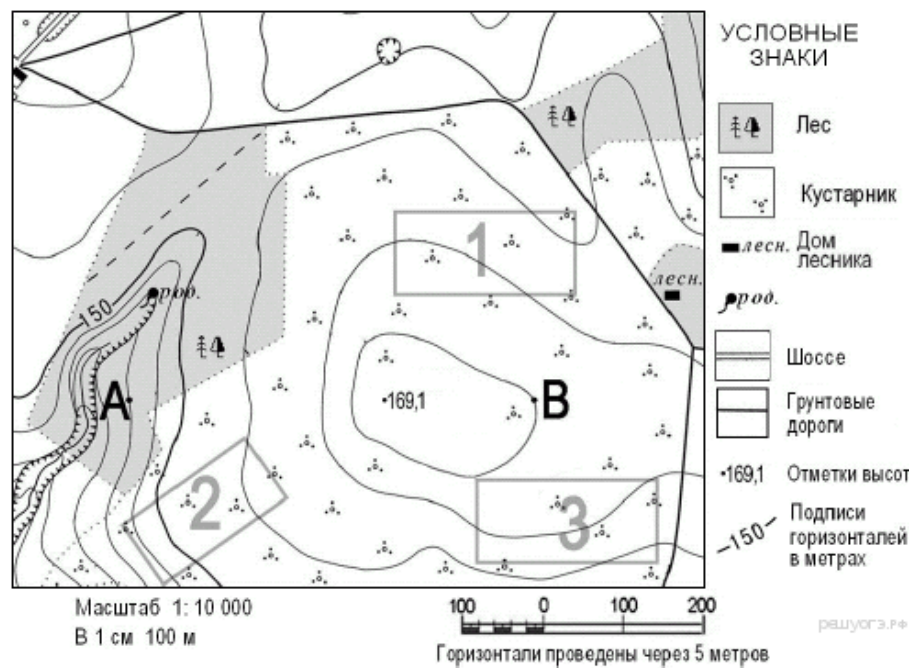 УСЛОВНЫЕ
ЗНАКИ
Лес
Кустарник
лесн. Дом
лесника
род.
Шоссе
Грунтовые
дороги
•169,1 Отметки высот
—150— Подписи
горизонталей
в метрах
1
лесн.
150
род.
А
•169,1
В
2
3
Масштаб 1: 10 000
В 1 см 100 м
100 0 100 200
Горизонтали проведены через 5 метров
решуогэ.рф